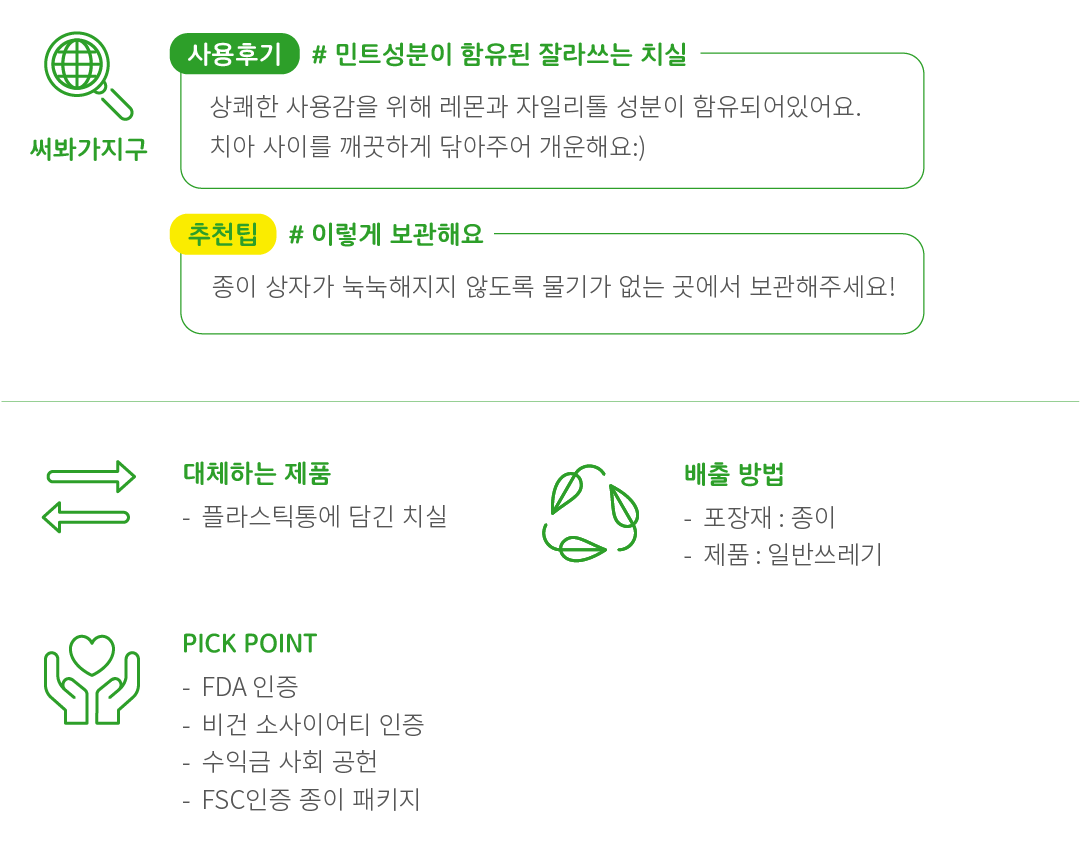 써봐가지구
사용후기 # 민트성분이 함유된 잘라쓰는 치실
상쾌한 사용감을 위해 레몬과 자일리톨 성분이 함유되어있어요.
치아 사이를 깨끗하게 닦아주어 개운해요:)
추천팁 # 이렇게 보관해요
종이 상자가 눅눅해지지 않도록 물기가 없는 곳에서 보관해주세요!
대체하는 제품
- 플라스틱통에 담긴 치실
배출 방법
- 포장재 : 종이
- 제품 : 일반쓰레기
PICK POINT
- FDA 인증
- 비건 소사이어티 인증
- 수익금 사회 공헌
- FSC인증 종이 패키지